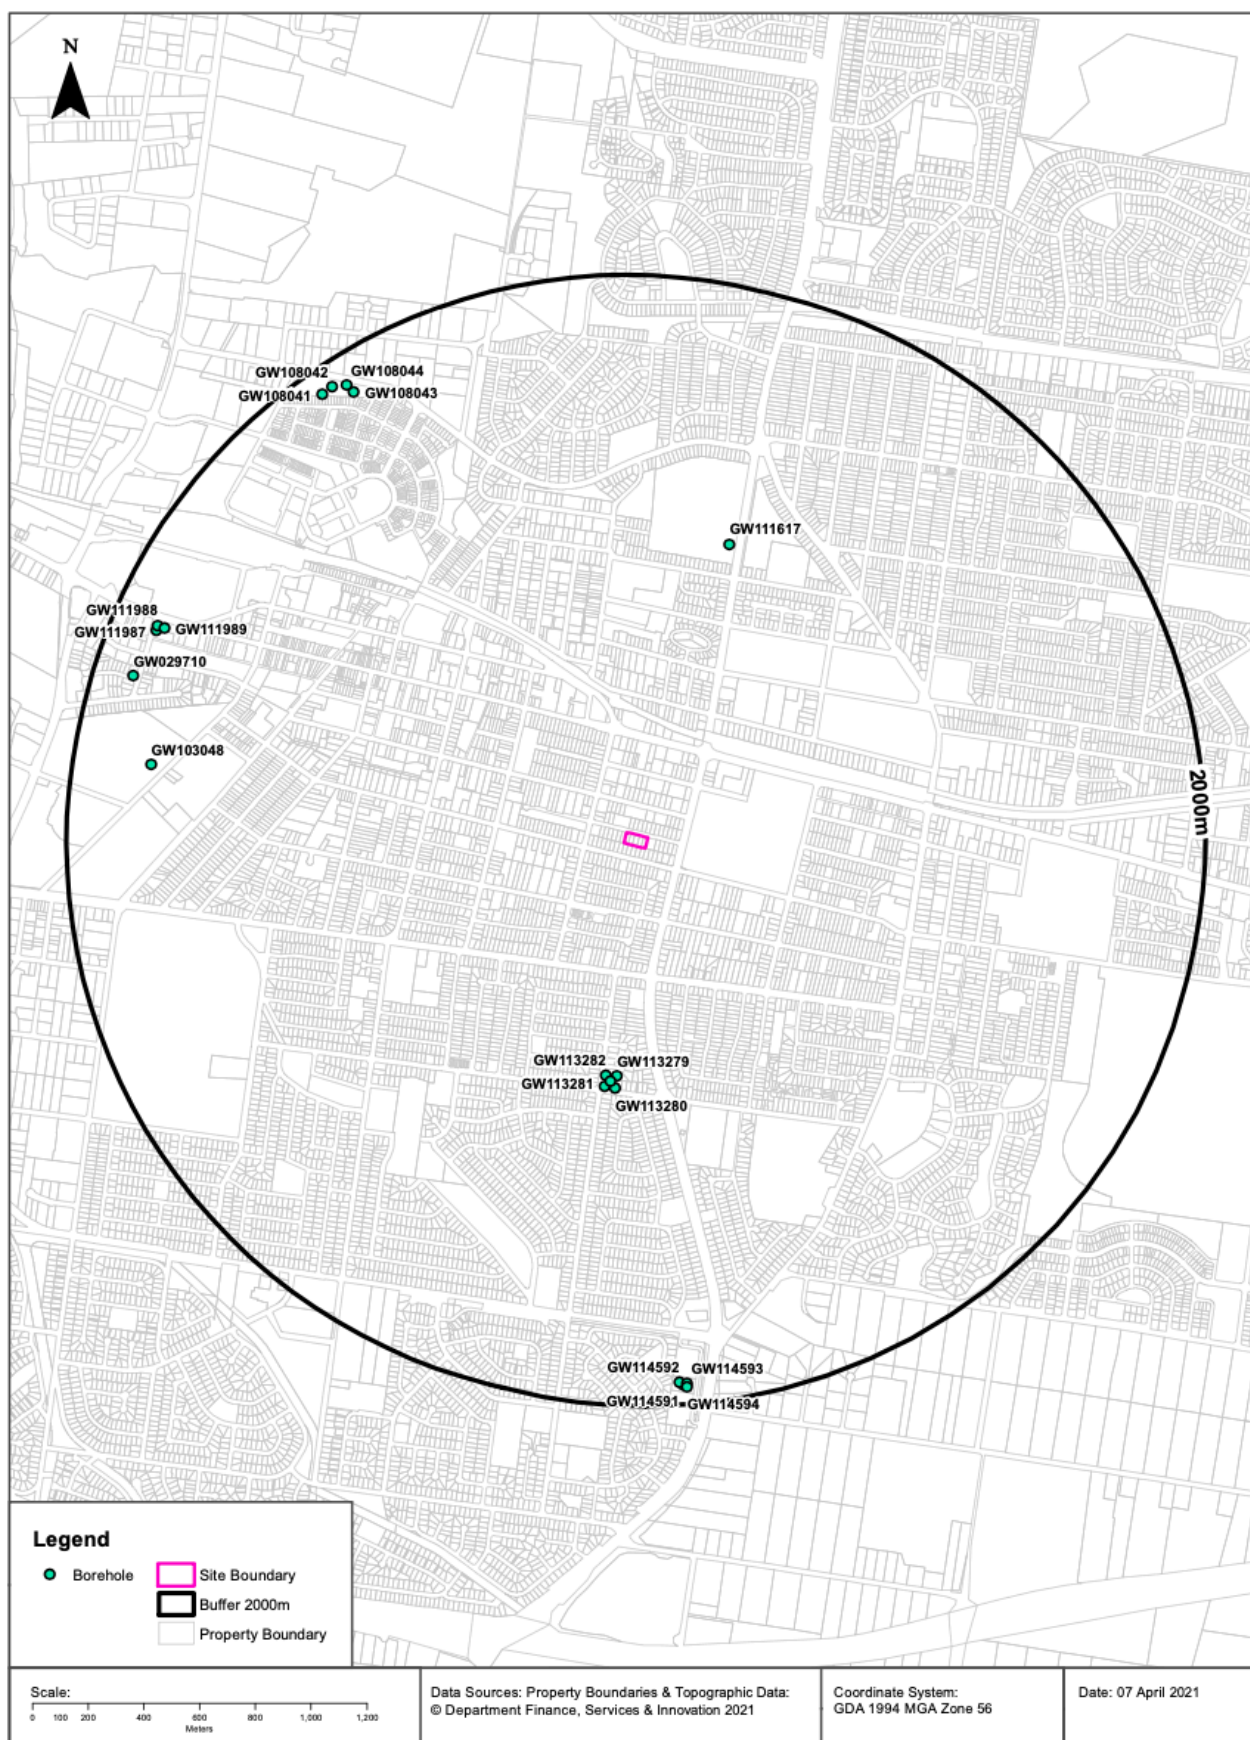 N
GW108042
GW108044
GW108041
GW108043
GW111617
GW111988
GW111987
GW111989
GW029710
GW103048
2000m
GW113282
GW113279
GW113281
GW113280
GW114592
GW114593
GW114591
GW114594
Legend
Borehole
Site Boundary
Buffer 2000m
Property Boundary
Scale:
0 100 200 400 600 800 1,000 1,200
Meters
Data Sources: Property Boundaries & Topographic Data:
© Department Finance, Services & Innovation 2021
Coordinate System:
GDA 1994 MGA Zone 56
Date: 07 April 2021